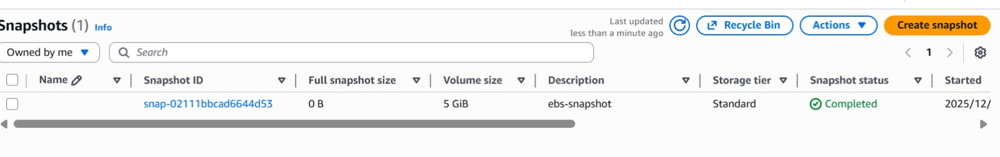 Snapshots (1) Info
Last updated
less than a minute ago
Recycle Bin
Actions
Create snapshot
Owned by me
Search
1
Name Snapshot ID Full snapshot size Volume size Description Storage tier Snapshot status Started
snap-02111bbcad6644d53 0 B 5 GiB ebs-snapshot Standard Completed 2025/12/